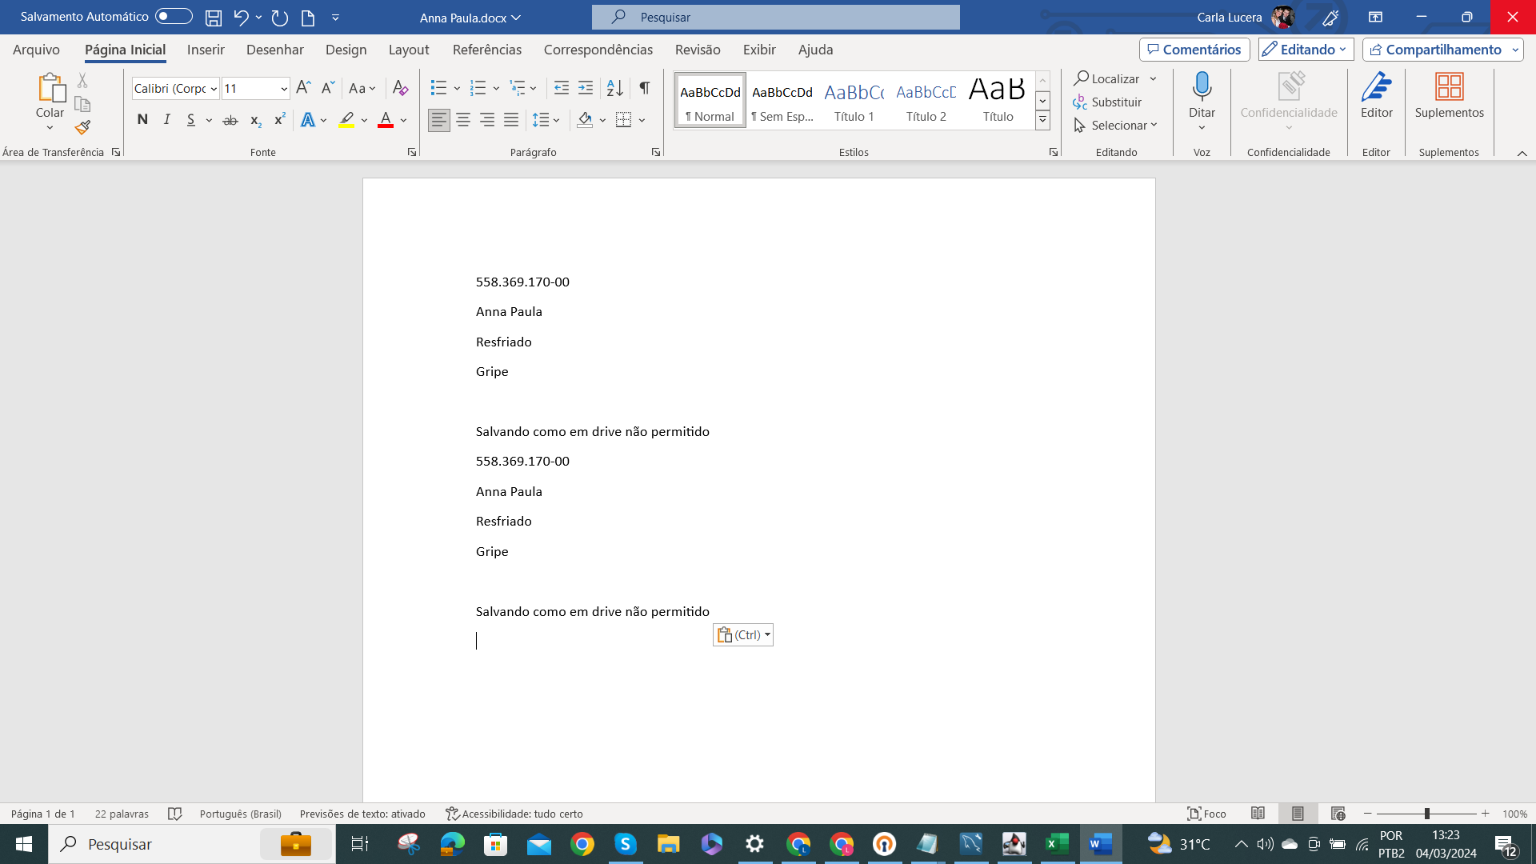 Salvamento Automático
Anna Paula.docx
Pesquisar
Carla Lucera
Arquivo Página Inicial Inserir Desenhar Design Layout Referências Correspondências Revisão Exibir Ajuda
Comentários Editando Compartilhamento
Colar
Calibri (Corpc 11
Aa
N I S ab x₂ x² A A
AaBbCcDd AaBbCcDd AaBbC( AaBbCcC AaB
¶ Normal ¶ Sem Esp... Título 1 Título 2 Título
Localizar
Substituir
Selecionar
Ditar
Confidencialidade
Editor
Suplementos
Área de Transferência Fonte Parágrafo Estilos Editando Voz Confidencialidade Editor Suplementos
558.369.170-00
Anna Paula
Resfriado
Gripe
Salvando como em drive não permitido
558.369.170-00
Anna Paula
Resfriado
Gripe
Salvando como em drive não permitido
(Ctrl)
Página 1 de 1 22 palavras Português (Brasil) Previsões de texto: ativado Acessibilidade: tudo certo Foco 100%
Pesquisar
31°C
POR
PTB2
13:23
04/03/2024
12